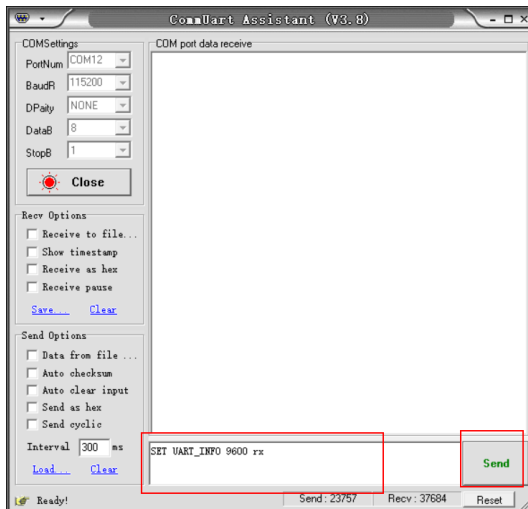 CommUart Assistant (V3.8)
COMSettings
PortNum COM12
BaudR 115200
DPaity NONE
DataB 8
StopB 1
Close
Recv Options
Receive to file...
Show timestamp
Receive as hex
Receive pause
Save... Clear
Send Options
Data from file ...
Auto checksum
Auto clear input
Send as hex
Send cyclic
Interval 300 ms
Load... Clear
COM port data receive
SET UART_INFO 9600 rx
Send
Ready!
Send : 23757
Recv : 37684
Reset